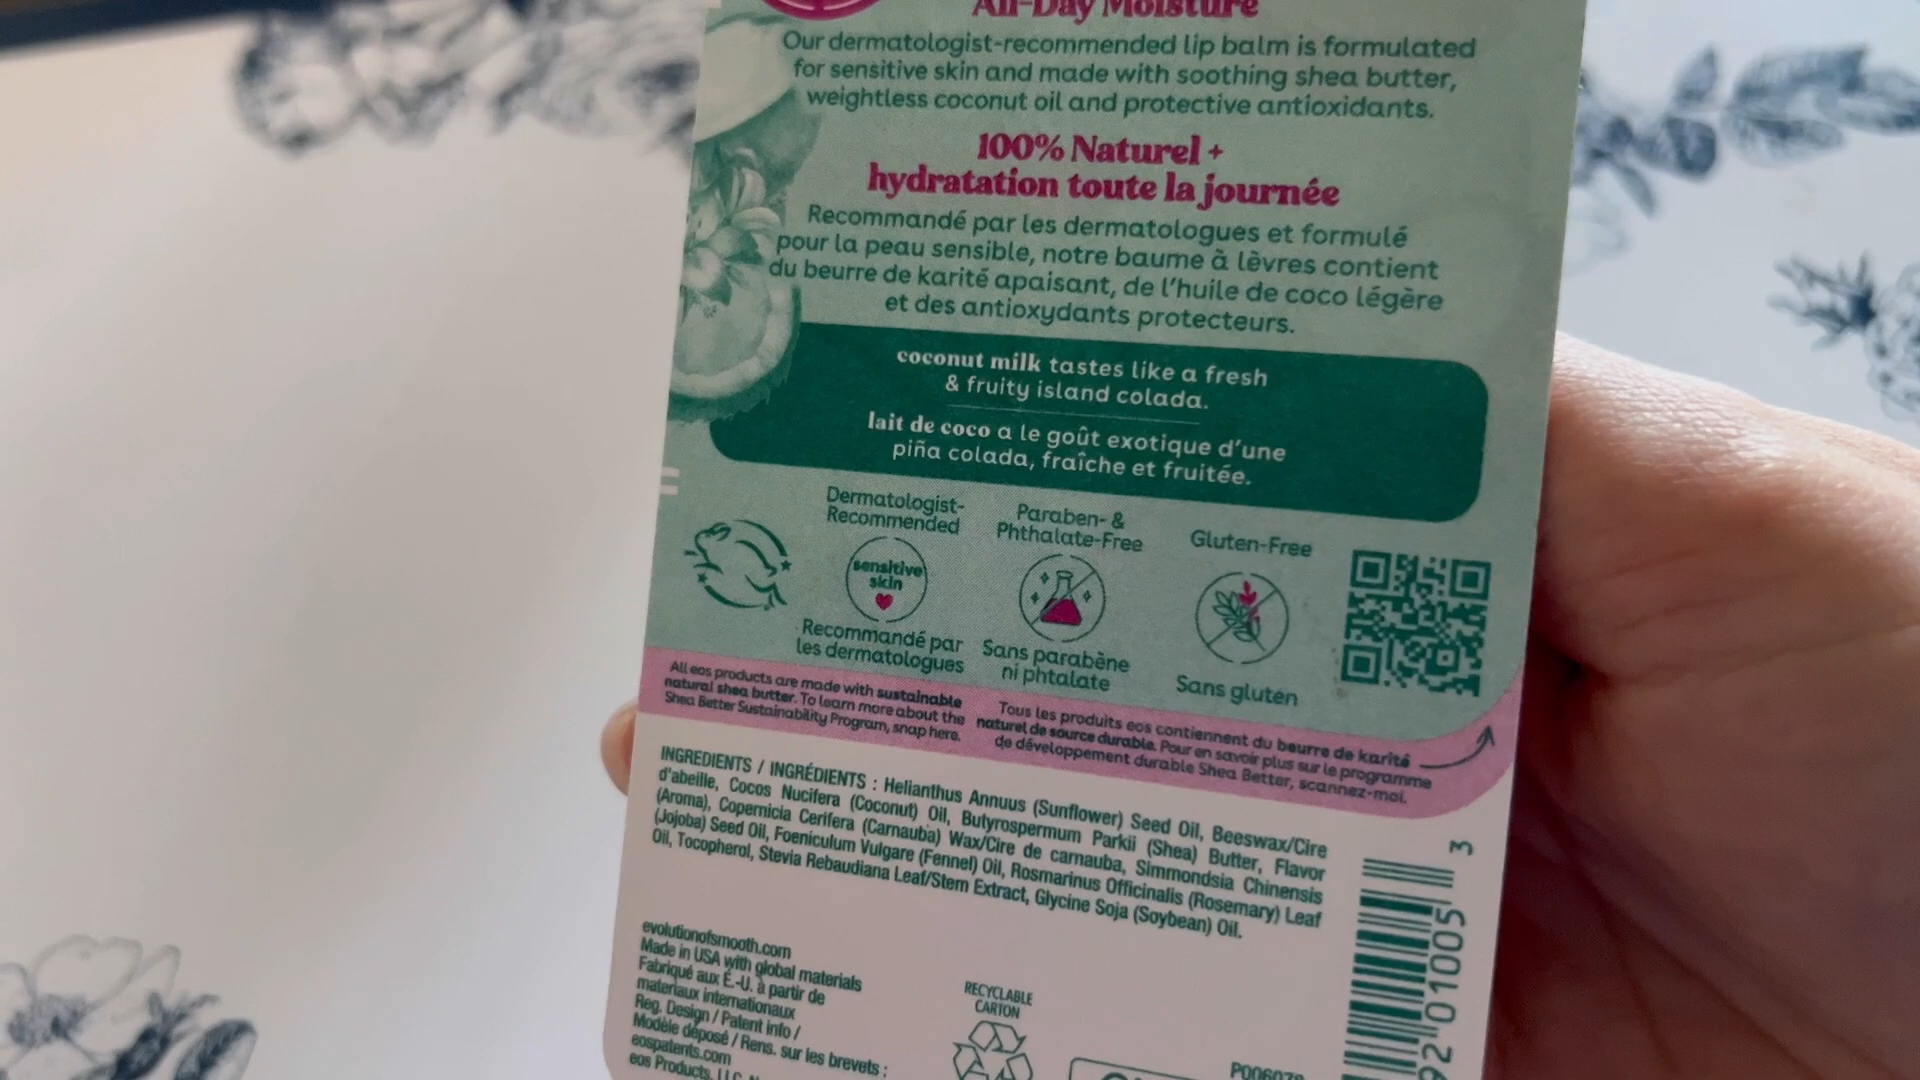 All-Day Moisture
Our dermatologist-recommended lip balm is formulated
for sensitive skin and made with soothing shea butter,
weightless coconut oil and protective antioxidants.
100% Naturel +
hydratation toute la journée
Recommandé par les dermatologues et formulé
pour la peau sensible, notre baume à lèvres contient
du beurre de karité apaisant, de l'huile de coco légère
et des antioxydants protecteurs.
coconut milk tastes like a fresh
& fruity island colada.
lait de coco a le goût exotique d'une
piña colada, fraîche et fruitée.
Dermatologist-
Recommended
sensitive
skin
Recommandé par
les dermatologues
Paraben- &
Phthalate-Free
Sans parabène
ni phtalate
Gluten-Free
Sans gluten
All eos products are made with sustainable
natural shea butter. To learn more about the
Shea Better Sustainability Program, snap here.
Tous les produits eos contiennent du beurre de karité
naturel de source durable. Pour en savoir plus sur le programme
de développement durable Shea Better, scannez-moi.
INGREDIENTS / INGRÉDIENTS : Helianthus Annuus (Sunflower) Seed Oil, Beeswax/Cire
d'abeille, Cocos Nucifera (Coconut) Oil, Butyrospermum Parkii (Shea) Butter, Flavor
(Aroma), Copernicia Cerifera (Carnauba) Wax/Cire de carnauba, Simmondsia Chinensis
(Jojoba) Seed Oil, Foeniculum Vulgare (Fennel) Oil, Rosmarinus Officinalis (Rosemary) Leaf
Oil, Tocopherol, Stevia Rebaudiana Leaf/Stem Extract, Glycine Soja (Soybean) Oil.
evolutionofsmooth.com
Made in USA with global materials
Fabriqué aux É.-U. à partir de
materiaux internationaux
Reg. Design / Patent info /
Modèle déposé / Rens. sur les brevets :
eospatents.com
eos Products, LLC
RECYCLABLE
CARTON
92 01005 3